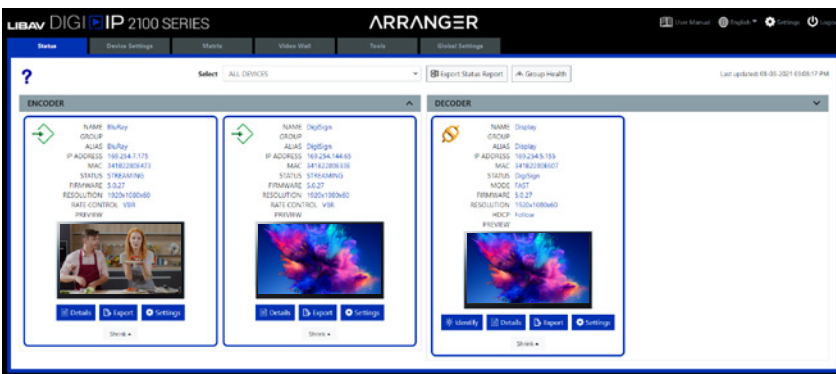 LIBAV DIGI IP 2100 SERIES
ARRANGER
User Manual English Settings
Status Device Settings Matrix Video Wall Tools Global Settings
? Select ALL DEVICES Export Status Report Group Health Last updated: 08-05-2021 03:08:17 PM
ENCODER
NAME BluRay
GROUP
ALIAS BluRay
IP ADDRESS 169.254.7.175
MAC 341822806473
STATUS STREAMING
FIRMWARE 5.0.27
RESOLUTION 1920x1080x60
RATE CONTROL VBR
PREVIEW
Details Export Settings
Shrink
NAME DigiSign
GROUP
ALIAS DigiSign
IP ADDRESS 169.254.144.65
MAC
STATUS STREAMING
FIRMWARE 5.0.27
RESOLUTION 1920x1080x60
RATE CONTROL VBR
PREVIEW
Details Export Settings
Shrink
DECODER
NAME Display
GROUP
ALIAS Display
IP ADDRESS 169.254.5.155
MAC 341822806507
STATUS DigiSign
MODE FAST
FIRMWARE 5.0.27
RESOLUTION 1920x1080x60
HDCP Follow
PREVIEW
Identify Details Export Settings
Shrink